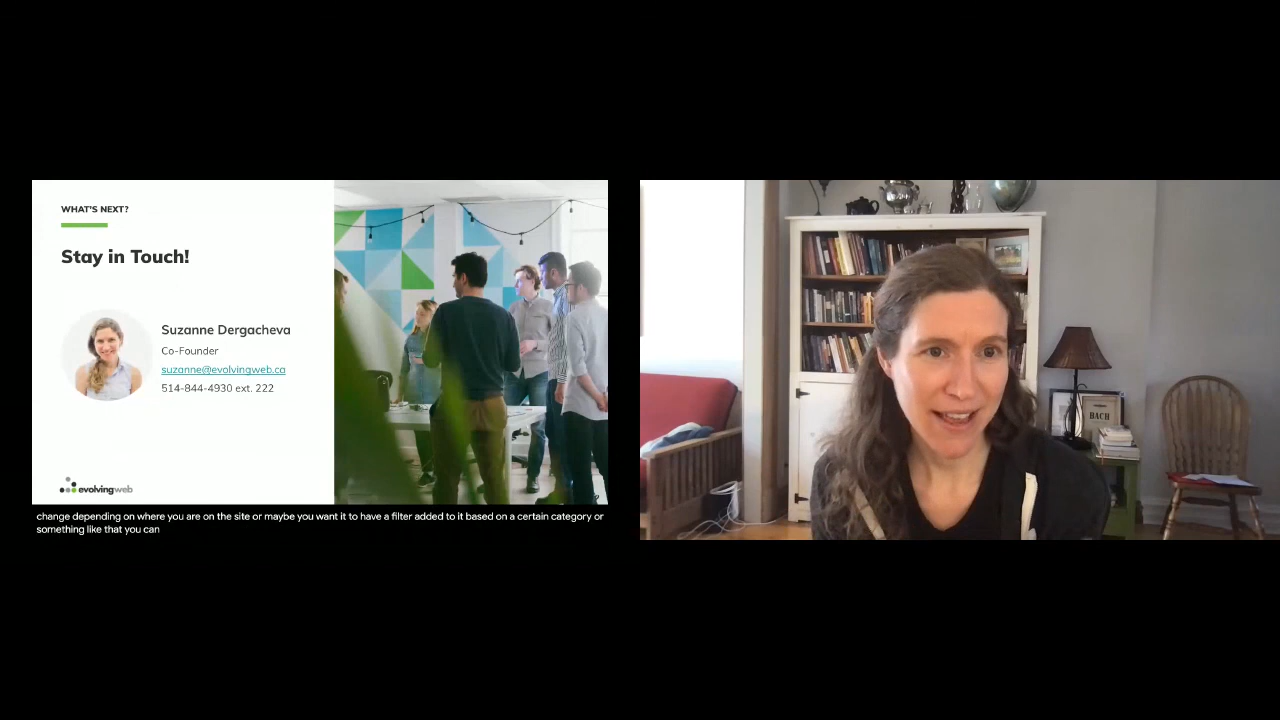 WHAT'S NEXT?
Stay in Touch!
Suzanne Dergacheva
Co-Founder
suzanne@evolvingweb.ca
514-844-4930 ext. 222
evolvingweb
change depending on where you are on the site or maybe you want it to have a filter added to it based on a certain category or
something like that you can
BACH